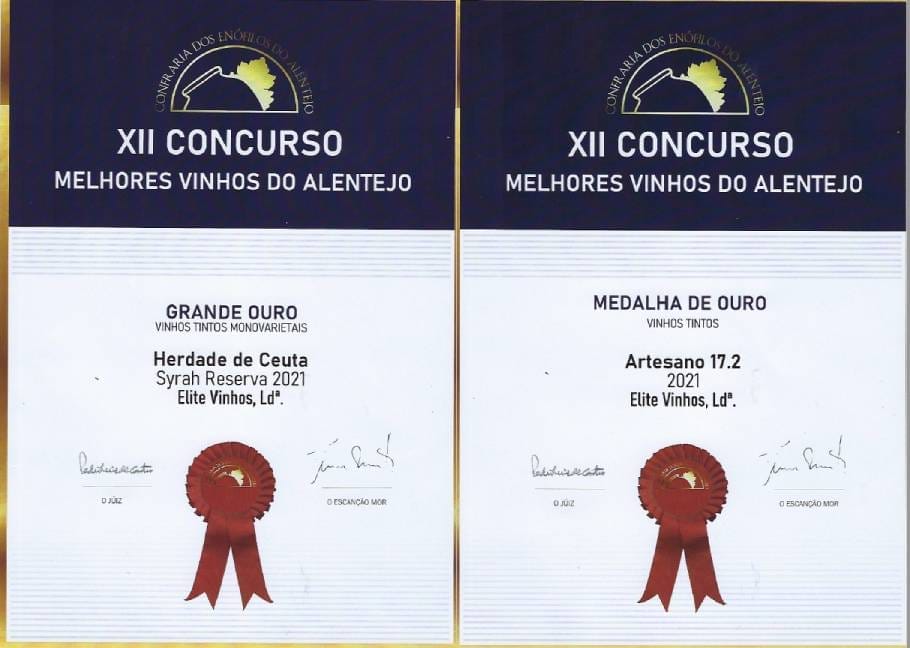 CONFRARIA DOS ENÓFILOS DO ALENTEJO
XII CONCURSO
MELHORES VINHOS DO ALENTEJO
GRANDE OURO
VINHOS TINTOS MONOVARIETAIS
Herdade de Ceuta
Syrah Reserva 2021
Elite Vinhos, Ldª.
O JÚIZ
O ESCANÇÃO MOR
CONFRARIA DOS ENÓFILOS DO ALENTEJO
XII CONCURSO
MELHORES VINHOS DO ALENTEJO
MEDALHA DE OURO
VINHOS TINTOS
Artesano 17.2
2021
Elite Vinhos, Ldª.
O JÚIZ
O ESCANÇÃO MOR